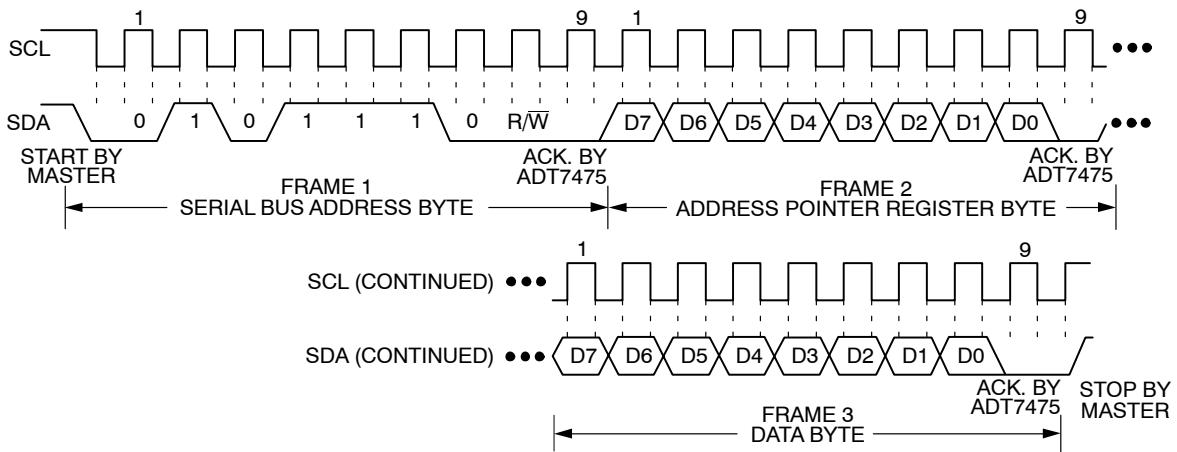 1 9 1 9
SCL
SDA 0 1 0 1 1 1 0 R/W̅ D7 D6 D5 D4 D3 D2 D1 D0
START BY MASTER
ACK. BY ADT7475
ACK. BY ADT7475
FRAME 1
SERIAL BUS ADDRESS BYTE
FRAME 2
ADDRESS POINTER REGISTER BYTE
1 9
SCL (CONTINUED)
SDA (CONTINUED) D7 D6 D5 D4 D3 D2 D1 D0
ACK. BY ADT7475
STOP BY MASTER
FRAME 3
DATA BYTE